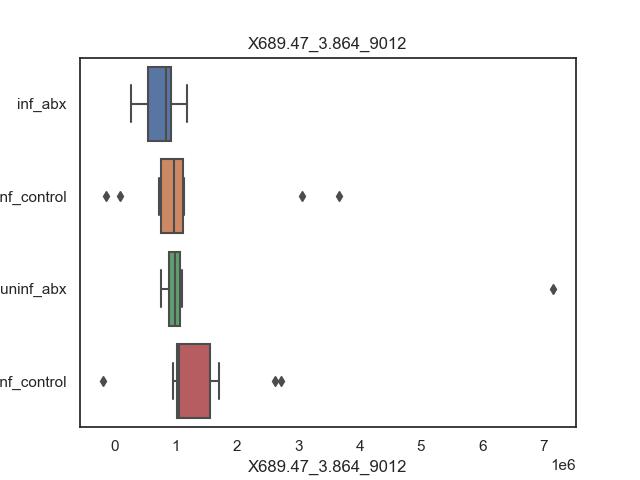 X689.47_3.864_9012
inf_abx
nf_control
uninf_abx
nf_control
0 1 2 3 4 5 6 7
1e6
X689.47_3.864_9012